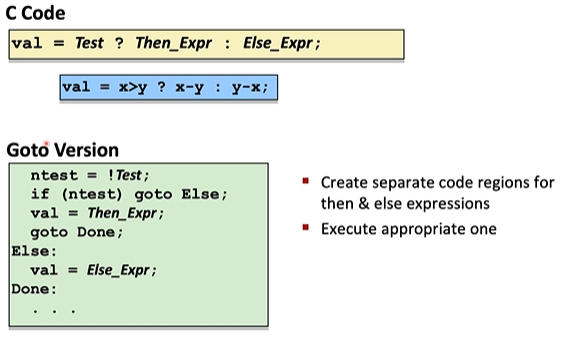 C Code
val = Test ? Then_Expr : Else_Expr;
val = x>y ? x-y : y-x;
Goto Version
ntest = !Test;
if (ntest) goto Else;
val = Then_Expr;
goto Done;
Else:
val = Else_Expr;
Done:
. . .
Create separate code regions for
then & else expressions
Execute appropriate one